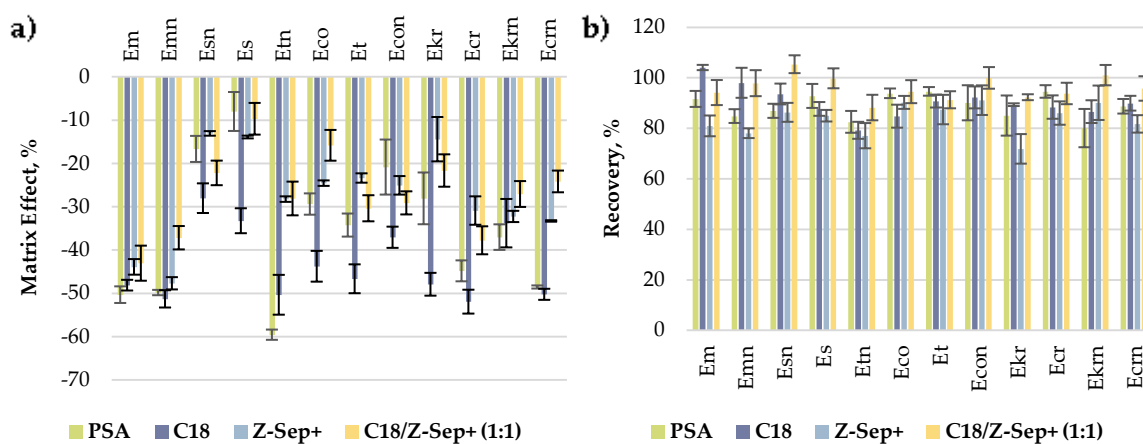 a)
Em Emn Esn Es Etn Eco Et Econ Ekr Ecr Ekrn Ecrn
0
-10
-20
-30
-40
-50
-60
-70
Matrix Effect, %
PSA C18 Z-Sep+ C18/Z-Sep+ (1:1)
b)
120
100
80
60
40
20
0
Recovery, %
Em Emn Esn Es Etn Eco Et Econ Ekr Ecr Ekrn Ecrn
PSA C18 Z-Sep+ C18/Z-Sep+ (1:1)